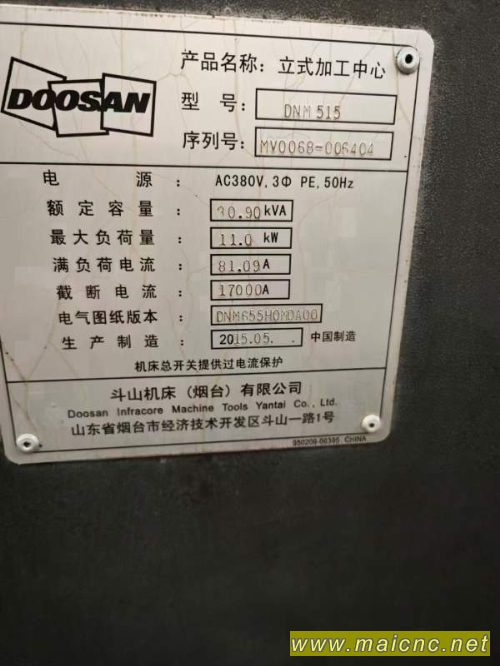 DOOSAN
产品名称: 立式加工中心
型 号: DNM 515
序列号: MV0068-006404
电 源: AC380V, 3Φ PE, 50Hz
额定容量: 30.90 kVA
最大负荷量: 11.0 kW
满负荷电流: 81.09 A
截断电流: 17000A
电气图纸版本: DNM655H0MDA00
生产制造: 2015.05. 中国制造
机床总开关提供过电流保护
斗山机床 (烟台) 有限公司
Doosan Infracore Machine Tools Yantai Co., Ltd.
山东省烟台市经济技术开发区斗山一路1号
950209-00395 CHINA
www.maicnc.net